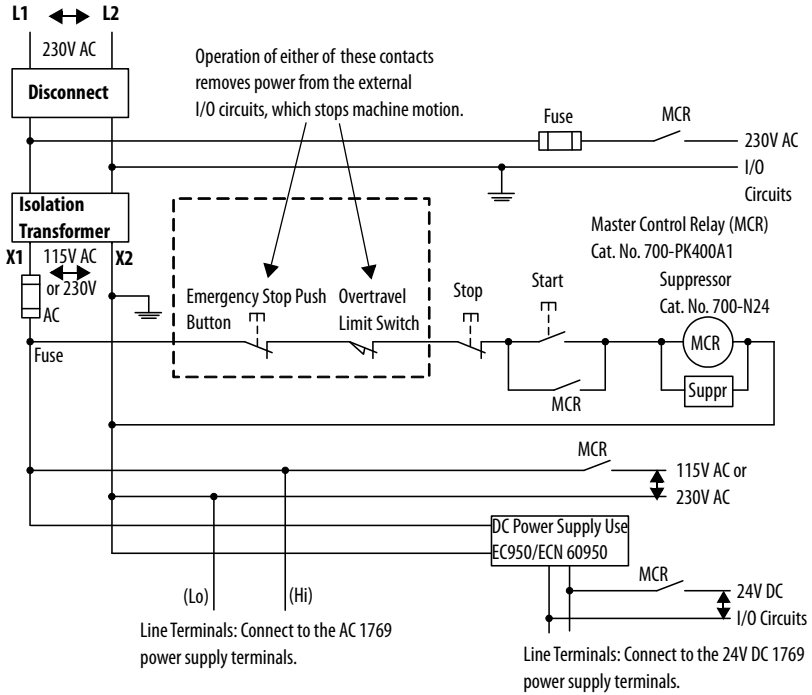 L1 L2
230V AC
Disconnect
Operation of either of these contacts
removes power from the external
I/O circuits, which stops machine motion.
Fuse
MCR
230V AC
I/O
Circuits
Isolation
Transformer
X1 115V AC X2
or 230V
AC
Fuse
Emergency Stop Push
Button
Overtravel
Limit Switch
Stop
Start
Master Control Relay (MCR)
Cat. No. 700-PK400A1
Suppressor
Cat. No. 700-N24
MCR
Suppr
MCR
MCR
115V AC or
230V AC
DC Power Supply Use
EC950/ECN 60950
MCR
24V DC
I/O Circuits
(Lo) (Hi)
Line Terminals: Connect to the AC 1769
power supply terminals.
Line Terminals: Connect to the 24V DC 1769
power supply terminals.